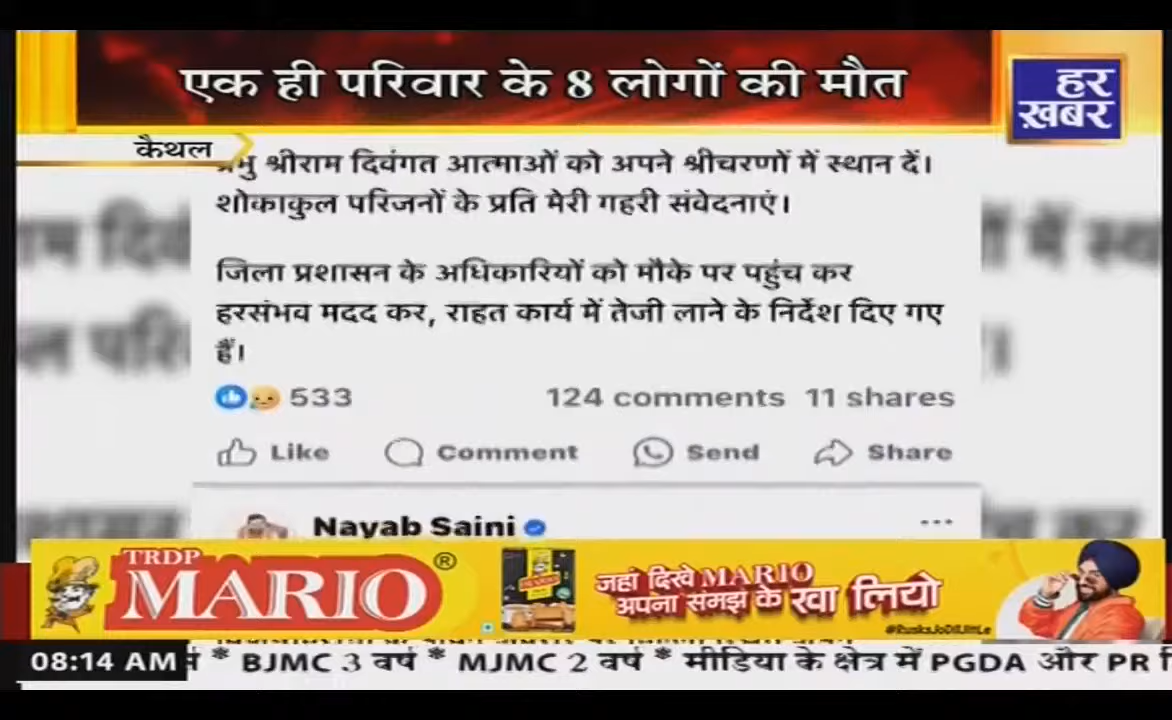 एक ही परिवार के 8 लोगों की मौत
हर
ख़बर
कैथल
श्रीराम दिवंगत आत्माओं को अपने श्रीचरणों में स्थान दें।
शोकाकुल परिजनों के प्रति मेरी गहरी संवेदनाएं।
जिला प्रशासन के अधिकारियों को मौके पर पहुंच कर
हरसंभव मदद कर, राहत कार्य में तेजी लाने के निर्देश दिए गए
हैं।
533 124 comments 11 shares
Like Comment Send Share
Nayab Saini
TRDP
MARIO®
जहां दिखे MARIO
अपना समझ के खा लियो
08:14 AM * BJMC 3 वर्ष * MJMC 2 वर्ष * मीडिया के क्षेत्र में PGDA और PR